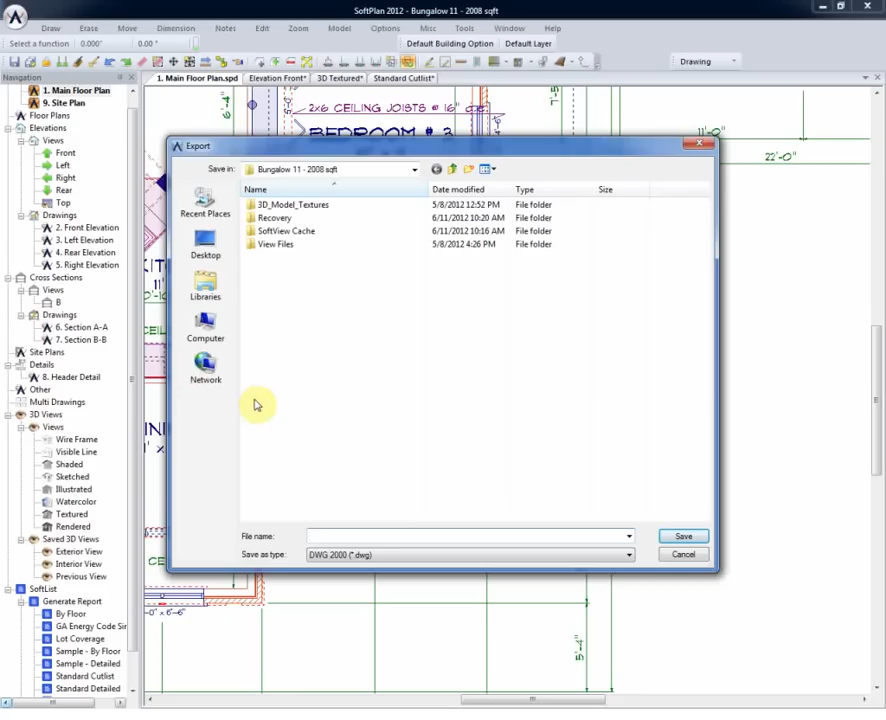 SoftPlan 2012 - Bungalow 11 - 2008 sqft
Draw Erase Move Dimension Notes Edit Zoom Model Options Misc Tools Window Help
Select a function 0.000" 0.00 ° Default Building Option Default Layer
Drawing
Navigation
1. Main Floor Plan.spd Elevation Front* 3D Textured* Standard Cutlist*
1. Main Floor Plan
9. Site Plan
Floor Plans
Elevations
Views
Front
Left
Right
Rear
Top
Drawings
2. Front Elevation
3. Left Elevation
4. Rear Elevation
5. Right Elevation
Cross Sections
Views
B
Drawings
6. Section A-A
7. Section B-B
Site Plans
Details
8. Header Detail
Other
Multi Drawings
3D Views
Views
Wire Frame
Visible Line
Shaded
Sketched
Illustrated
Watercolor
Textured
Rendered
Saved 3D Views
Exterior View
Interior View
Previous View
SoftList
Generate Report
By Floor
GA Energy Code Sir
Lot Coverage
Sample - By Floor
Sample - Detailed
Standard Cutlist
Standard Detailed
6'-4"
2x6 CEILING JOISTS @ 16" o.c.
BEDROOM # 3
11'-0"
22'-0"
5'-4"
Export
Save in: Bungalow 11 - 2008 sqft
Name Date modified Type Size
3D_Model_Textures 5/8/2012 12:52 PM File folder
Recovery 6/11/2012 10:20 AM File folder
SoftView Cache 6/11/2012 10:16 AM File folder
View Files 5/8/2012 4:26 PM File folder
Recent Places
Desktop
Libraries
Computer
Network
File name: Save
Save as type: DWG 2000 (*.dwg) Cancel